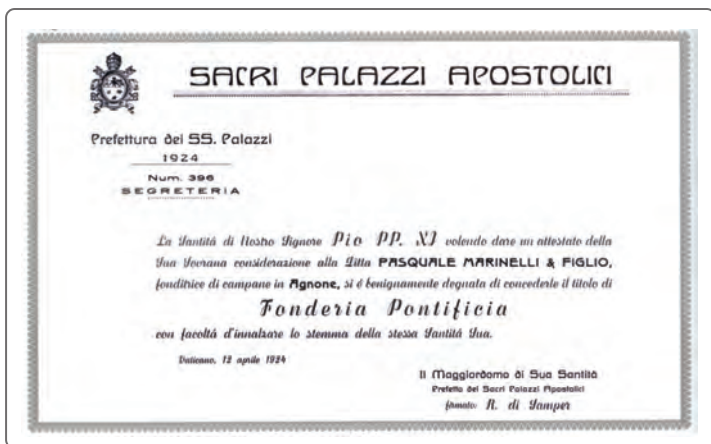 SACRI PALAZZI APOSTOLICI
Prefettura dei SS. Palazzi
1924
Num. 396
SEGRETERIA
La Santità di Nostro Signore Pio PP. XI volendo dare un attestato della
Sua Sovrana considerazione alla Ditta PASQUALE MARINELLI & FIGLIO,
fonditrice di campane in Agnone, si é benignamente degnata di concederle il titolo di
Fonderia Pontificia
con facoltá d'innalzare lo stemma della stessa Santitá Sua.
Vaticano, 12 aprile 1924
Il Maggiordomo di Sua Santitá
Prefetto dei Sacri Palazzi Apostolici
firmato: R. di Samper